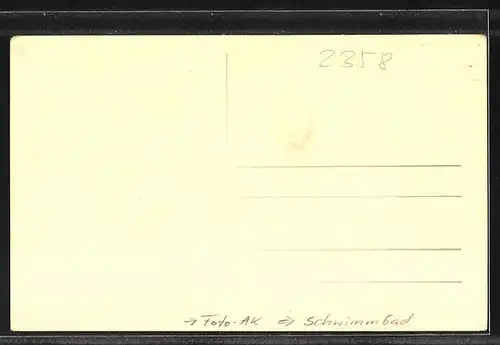 2358
→ Foto-AK ⇒ Schwimmbad